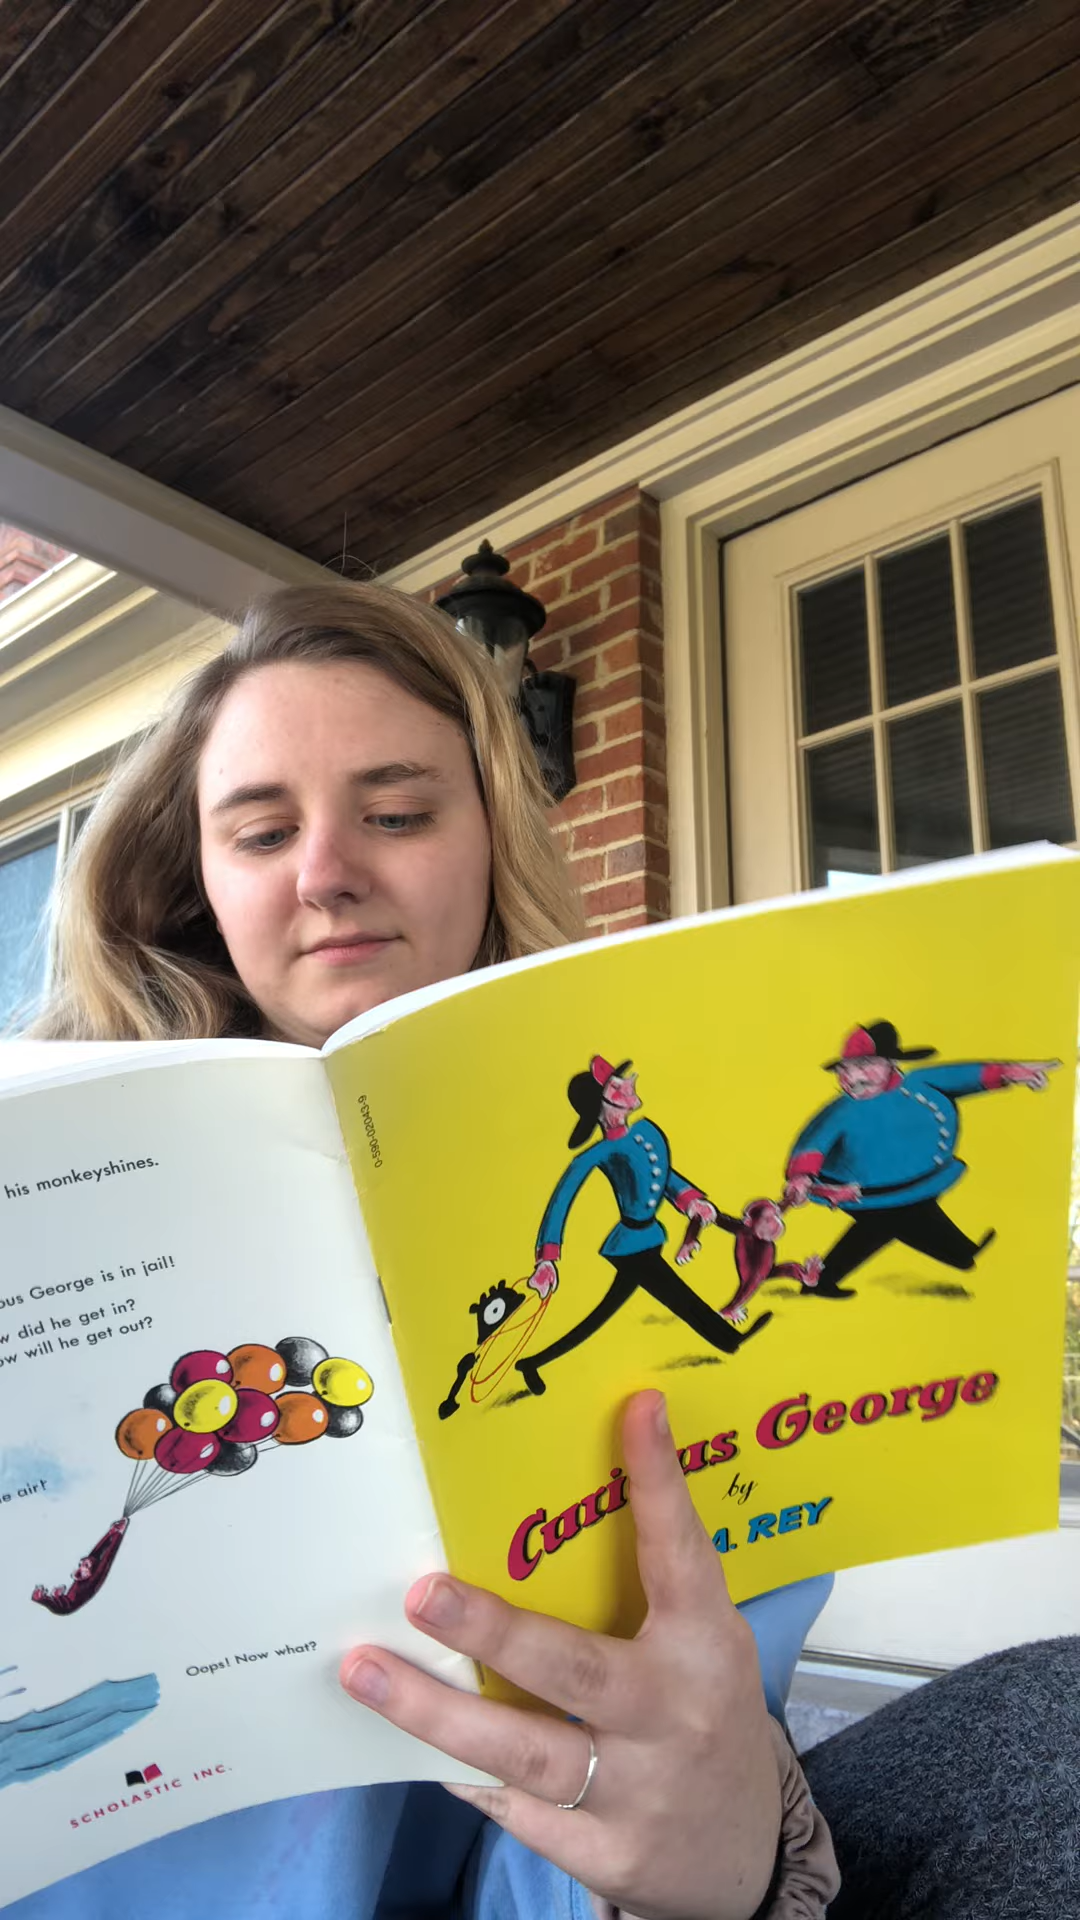 his monkeyshines.
George is in jail!
did he get in?
will he get out?
air!
Oops! Now what?
SCHOLASTIC INC.
0-590-02043-9
George
by
A. REY